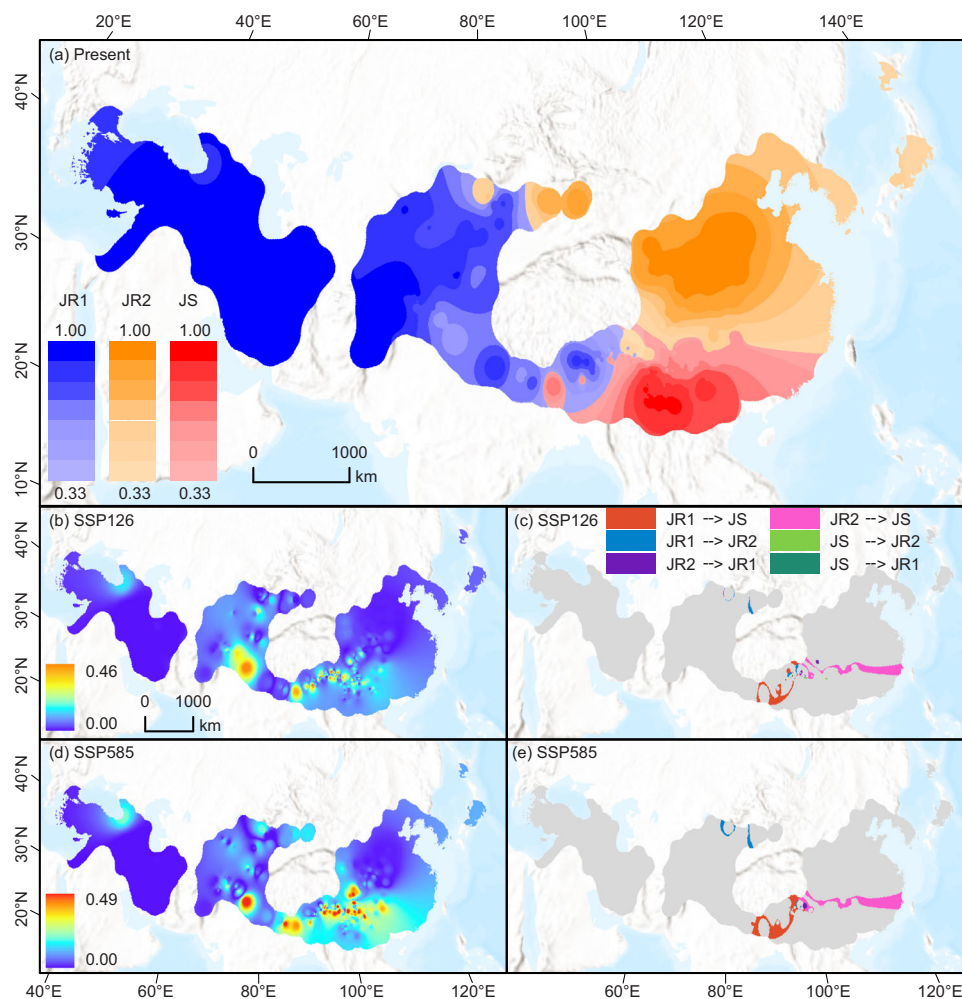 20°E 40°E 60°E 80°E 100°E 120°E 140°E
(a) Present
40°N
30°N
20°N
10°N
JR1 JR2 JS
1.00 1.00 1.00
0.33 0.33 0.33
0 1000
km
(b) SSP126
40°N
30°N
20°N
0.46
0.00
0 1000
km
(c) SSP126
JR1 --> JS
JR2 --> JS
JR1 --> JR2
JS --> JR2
JR2 --> JR1
JS --> JR1
(d) SSP585
40°N
30°N
20°N
0.49
0.00
(e) SSP585
40°E 60°E 80°E 100°E 120°E
60°E 80°E 100°E 120°E